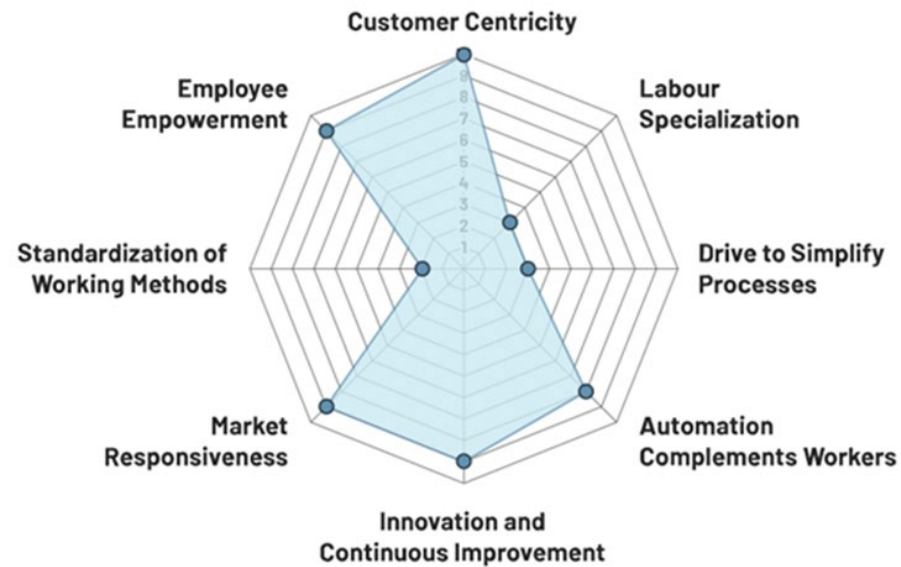 Customer Centricity
Employee
Empowerment
Labour
Specialization
9
8
7
6
5
4
3
2
1
Standardization of
Working Methods
Drive to Simplify
Processes
Market
Responsiveness
Automation
Complements Workers
Innovation and
Continuous Improvement